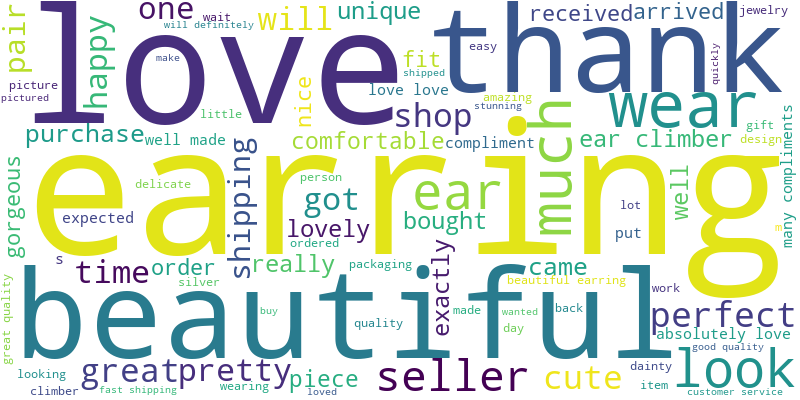 pair
happy
love
one
wait
will definitely
will
unique
thank
received
arrived
jewelry
make
picture
pictured
fit
shipped
love love
easy
quickly
little
nice
shop
amazing
stunning
wear
gift
design
many compliments
purchase
well made
comfortable
compliment
much
ear climber
earring
gorgeous
expected
delicate
shipping
person
got
lovely
ordered
ear
bought
well
lot
put
s
time
order
silver
really
packaging
exactly
came
beautiful earring
m
great quality
beautiful
buy
quality
made
wanted
day
back
work
perfect
absolutely love
good quality
looking
climber
great
fast shipping
pretty
wearing
loved
piece
seller
cute
dainty
item
look
customer service